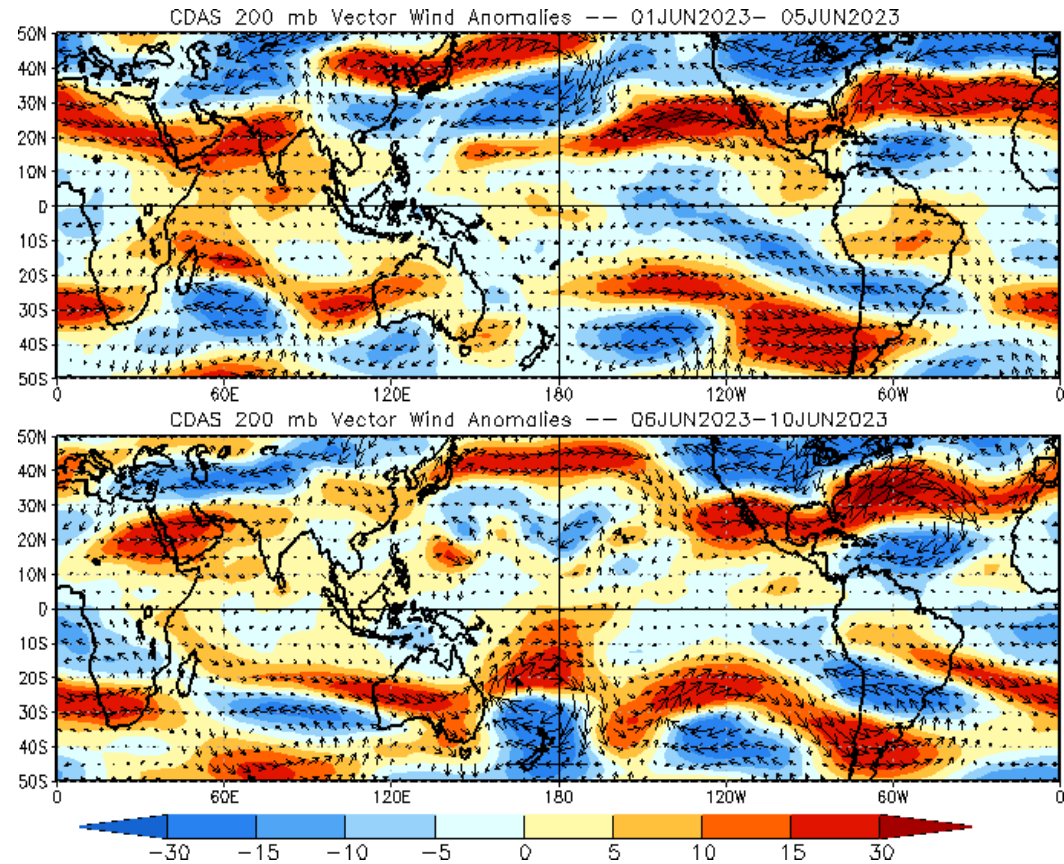 CDAS 200 mb Vector Wind Anomalies -- 01JUN2023- 05JUN2023
50N
40N
30N
20N
10N
0
10S
20S
30S
40S
50S
0 60E 120E 180 120W 60W 0
CDAS 200 mb Vector Wind Anomalies -- 06JUN2023-10JUN2023
50N
40N
30N
20N
10N
0
10S
20S
30S
40S
50S
0 60E 120E 180 120W 60W 0
-30 -15 -10 -5 0 5 10 15 30